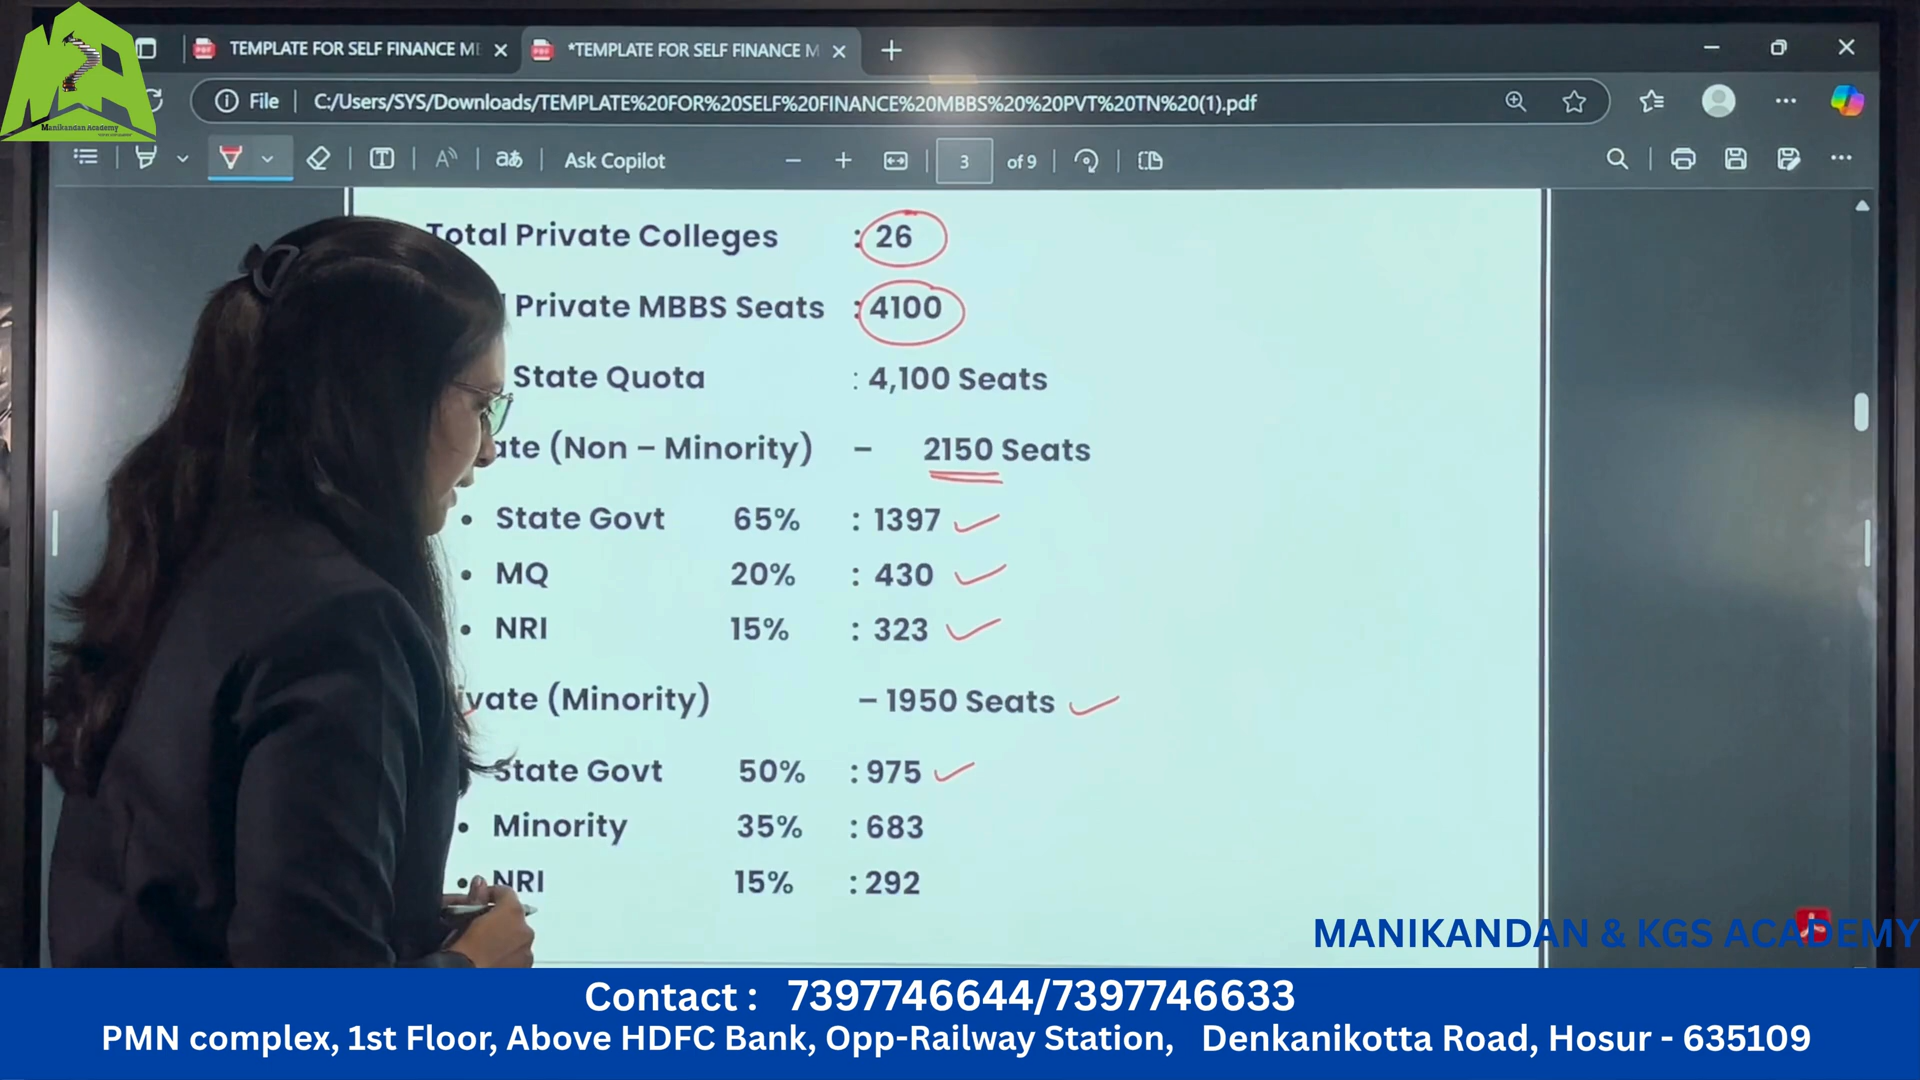 TEMPLATE FOR SELF FINANCE ME
*TEMPLATE FOR SELF FINANCE M
Manikandan Academy
File
C:/Users/SYS/Downloads/TEMPLATE%20FOR%20SELF%20FINANCE%20MBBS%20%20PVT%20TN%20(1).pdf
Ask Copilot
3 of 9
Total Private Colleges : 26
Private MBBS Seats : 4100
State Quota : 4,100 Seats
ate (Non – Minority) – 2150 Seats
• State Govt 65% : 1397
• MQ 20% : 430
• NRI 15% : 323
ivate (Minority) – 1950 Seats
State Govt 50% : 975
• Minority 35% : 683
• NRI 15% : 292
MANIKANDAN & KGS ACADEMY
Contact : 7397746644/7397746633
PMN complex, 1st Floor, Above HDFC Bank, Opp-Railway Station, Denkanikotta Road, Hosur - 635109